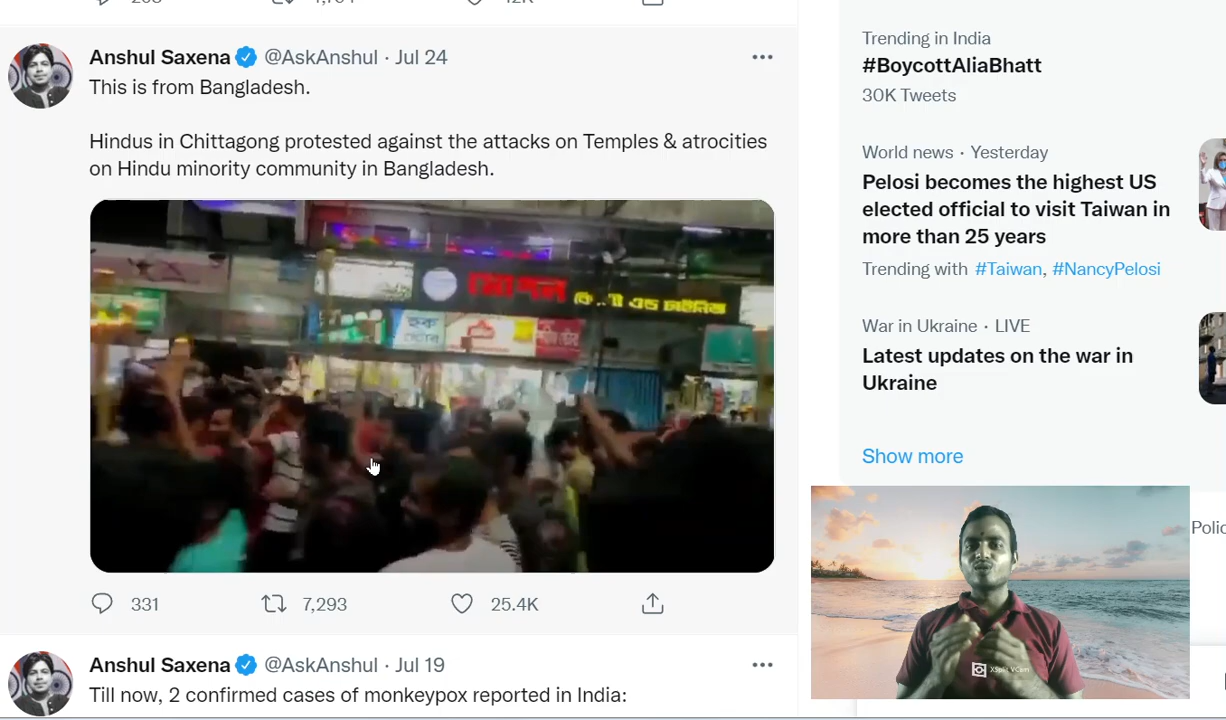 Anshul Saxena @AskAnshul · Jul 24
This is from Bangladesh.
Hindus in Chittagong protested against the attacks on Temples & atrocities
on Hindu minority community in Bangladesh.
হক
331 7,293 25.4K
Anshul Saxena @AskAnshul · Jul 19
Till now, 2 confirmed cases of monkeypox reported in India:
Trending in India
#BoycottAliaBhatt
30K Tweets
World news · Yesterday
Pelosi becomes the highest US
elected official to visit Taiwan in
more than 25 years
Trending with #Taiwan, #NancyPelosi
War in Ukraine · LIVE
Latest updates on the war in
Ukraine
Show more
XSplit VCam